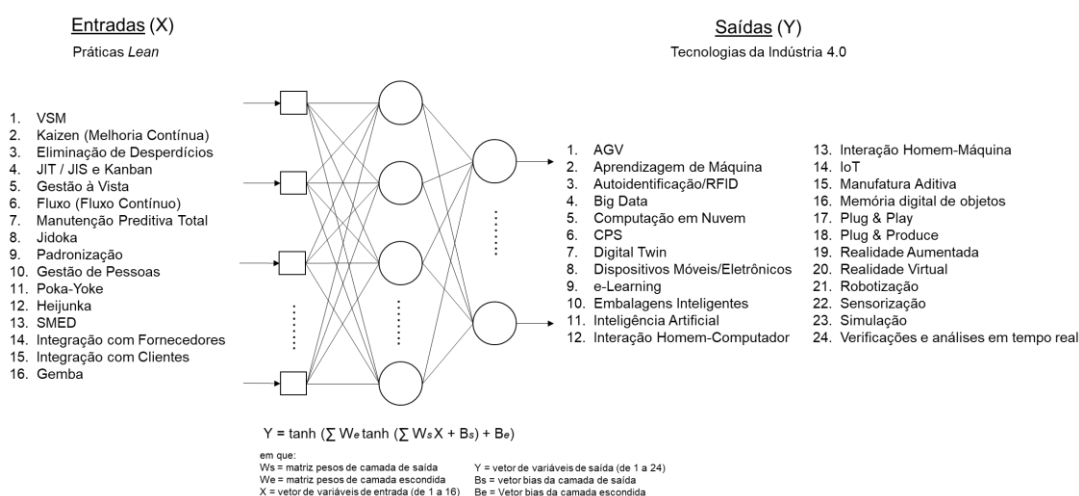 Entradas (X)
Práticas Lean
1. VSM
2. Kaizen (Melhoria Contínua)
3. Eliminação de Desperdícios
4. JIT / JIS e Kanban
5. Gestão à Vista
6. Fluxo (Fluxo Contínuo)
7. Manutenção Preditiva Total
8. Jidoka
9. Padronização
10. Gestão de Pessoas
11. Poka-Yoke
12. Heijunka
13. SMED
14. Integração com Fornecedores
15. Integração com Clientes
16. Gemba
Saídas (Y)
Tecnologias da Indústria 4.0
1. AGV
2. Aprendizagem de Máquina
3. Autoidentificação/RFID
4. Big Data
5. Computação em Nuvem
6. CPS
7. Digital Twin
8. Dispositivos Móveis/Eletrônicos
9. e-Learning
10. Embalagens Inteligentes
11. Inteligência Artificial
12. Interação Homem-Computador
13. Interação Homem-Máquina
14. IoT
15. Manufatura Aditiva
16. Memória digital de objetos
17. Plug & Play
18. Plug & Produce
19. Realidade Aumentada
20. Realidade Virtual
21. Robotização
22. Sensorização
23. Simulação
24. Verificações e análises em tempo real
Y = tanh (∑ We tanh (∑ WsX + Bs) + Be)
em que:
Ws = matriz pesos de camada de saída
We = matriz pesos de camada escondida
X = vetor de variáveis de entrada (de 1 a 16)
Y = vetor de variáveis de saída (de 1 a 24)
Bs = vetor bias da camada de saída
Be = Vetor bias da camada escondida